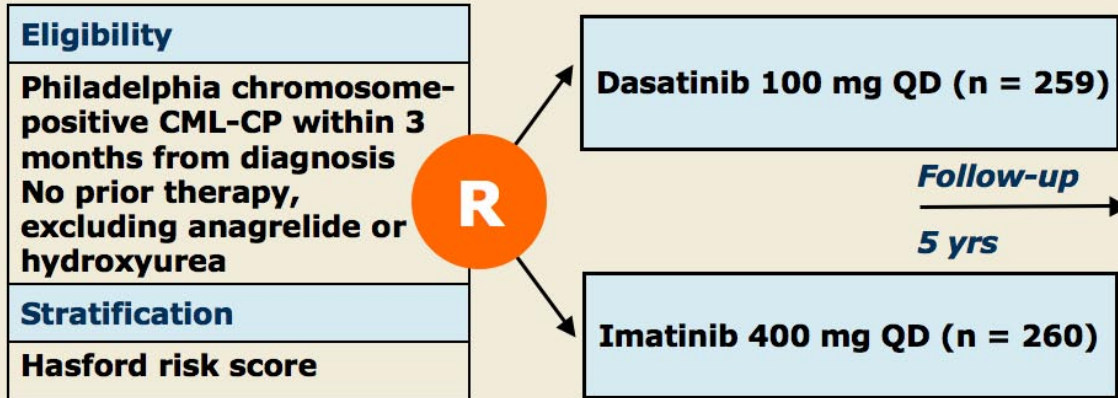 Eligibility
Philadelphia chromosome-
positive CML-CP within 3
months from diagnosis
No prior therapy,
excluding anagrelide or
hydroxyurea
Stratification
Hasford risk score
R
Dasatinib 100 mg QD (n = 259)
Follow-up
5 yrs
Imatinib 400 mg QD (n = 260)